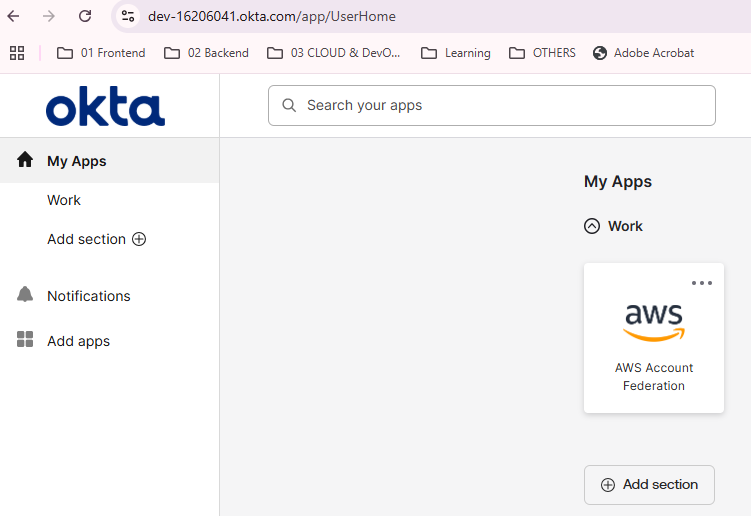 dev-16206041.okta.com/app/UserHome
01 Frontend 02 Backend 03 CLOUD & DevO... Learning OTHERS Adobe Acrobat
okta
Search your apps
My Apps
Work
Add section
Notifications
Add apps
My Apps
Work
aws
AWS Account
Federation
Add section